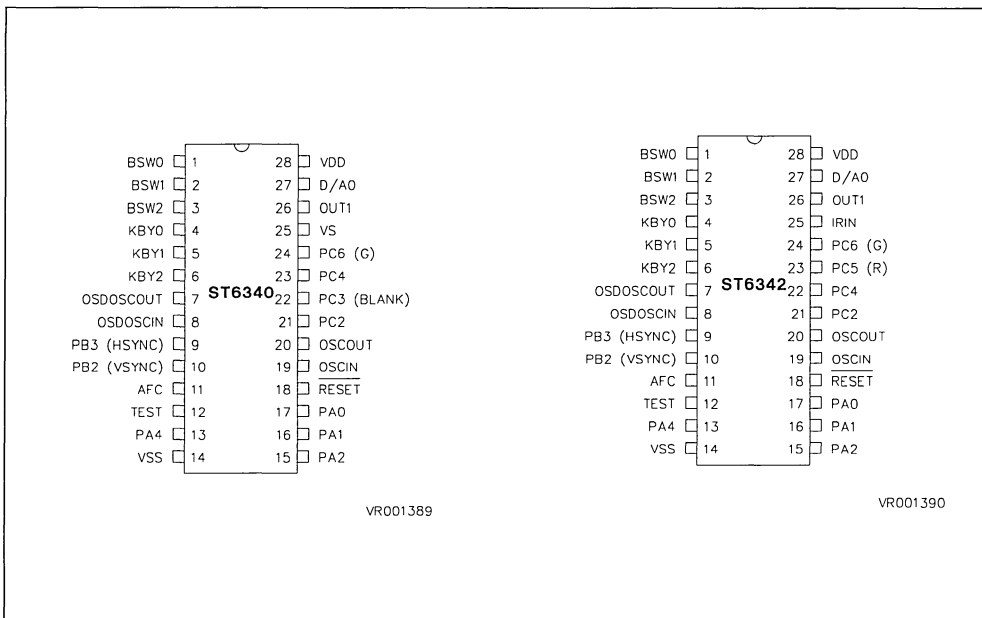 BSW0 1 28 VDD
BSW1 2 27 D/A0
BSW2 3 26 OUT1
KBY0 4 25 VS
KBY1 5 24 PC6 (G)
KBY2 6 23 PC4
ST6340
OSDOSCOUT 7 22 PC3 (BLANK)
OSDOSCIN 8 21 PC2
PB3 (HSYNC) 9 20 OSCOUT
PB2 (VSYNC) 10 19 OSCIN
AFC 11 18 RESET
TEST 12 17 PA0
PA4 13 16 PA1
VSS 14 15 PA2
VR001389
BSW0 1 28 VDD
BSW1 2 27 D/A0
BSW2 3 26 OUT1
KBY0 4 25 IRIN
KBY1 5 24 PC6 (G)
KBY2 6 23 PC5 (R)
ST6342
OSDOSCOUT 7 22 PC4
OSDOSCIN 8 21 PC2
PB3 (HSYNC) 9 20 OSCOUT
PB2 (VSYNC) 10 19 OSCIN
AFC 11 18 RESET
TEST 12 17 PA0
PA4 13 16 PA1
VSS 14 15 PA2
VR001390